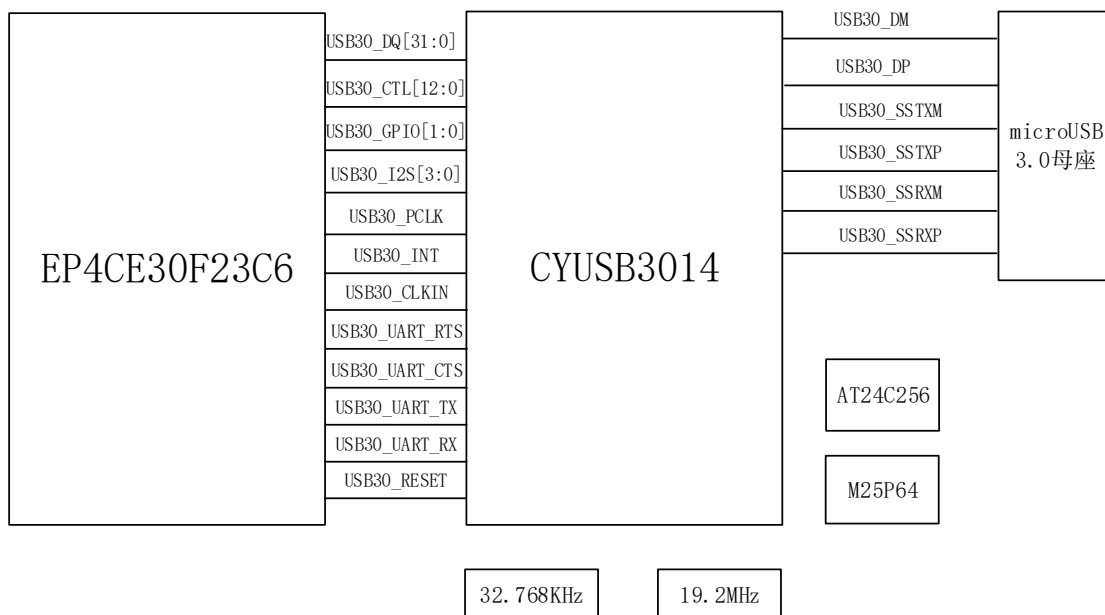 EP4CE30F23C6
USB30_DQ[31:0]
USB30_CTL[12:0]
USB30_GPIO[1:0]
USB30_I2S[3:0]
USB30_PCLK
USB30_INT
USB30_CLKIN
USB30_UART_RTS
USB30_UART_CTS
USB30_UART_TX
USB30_UART_RX
USB30_RESET
CYUSB3014
USB30_DM
USB30_DP
USB30_SSTXM
USB30_SSTXP
USB30_SSRXM
USB30_SSRXP
microUSB
3.0母座
AT24C256
M25P64
32.768KHz
19.2MHz